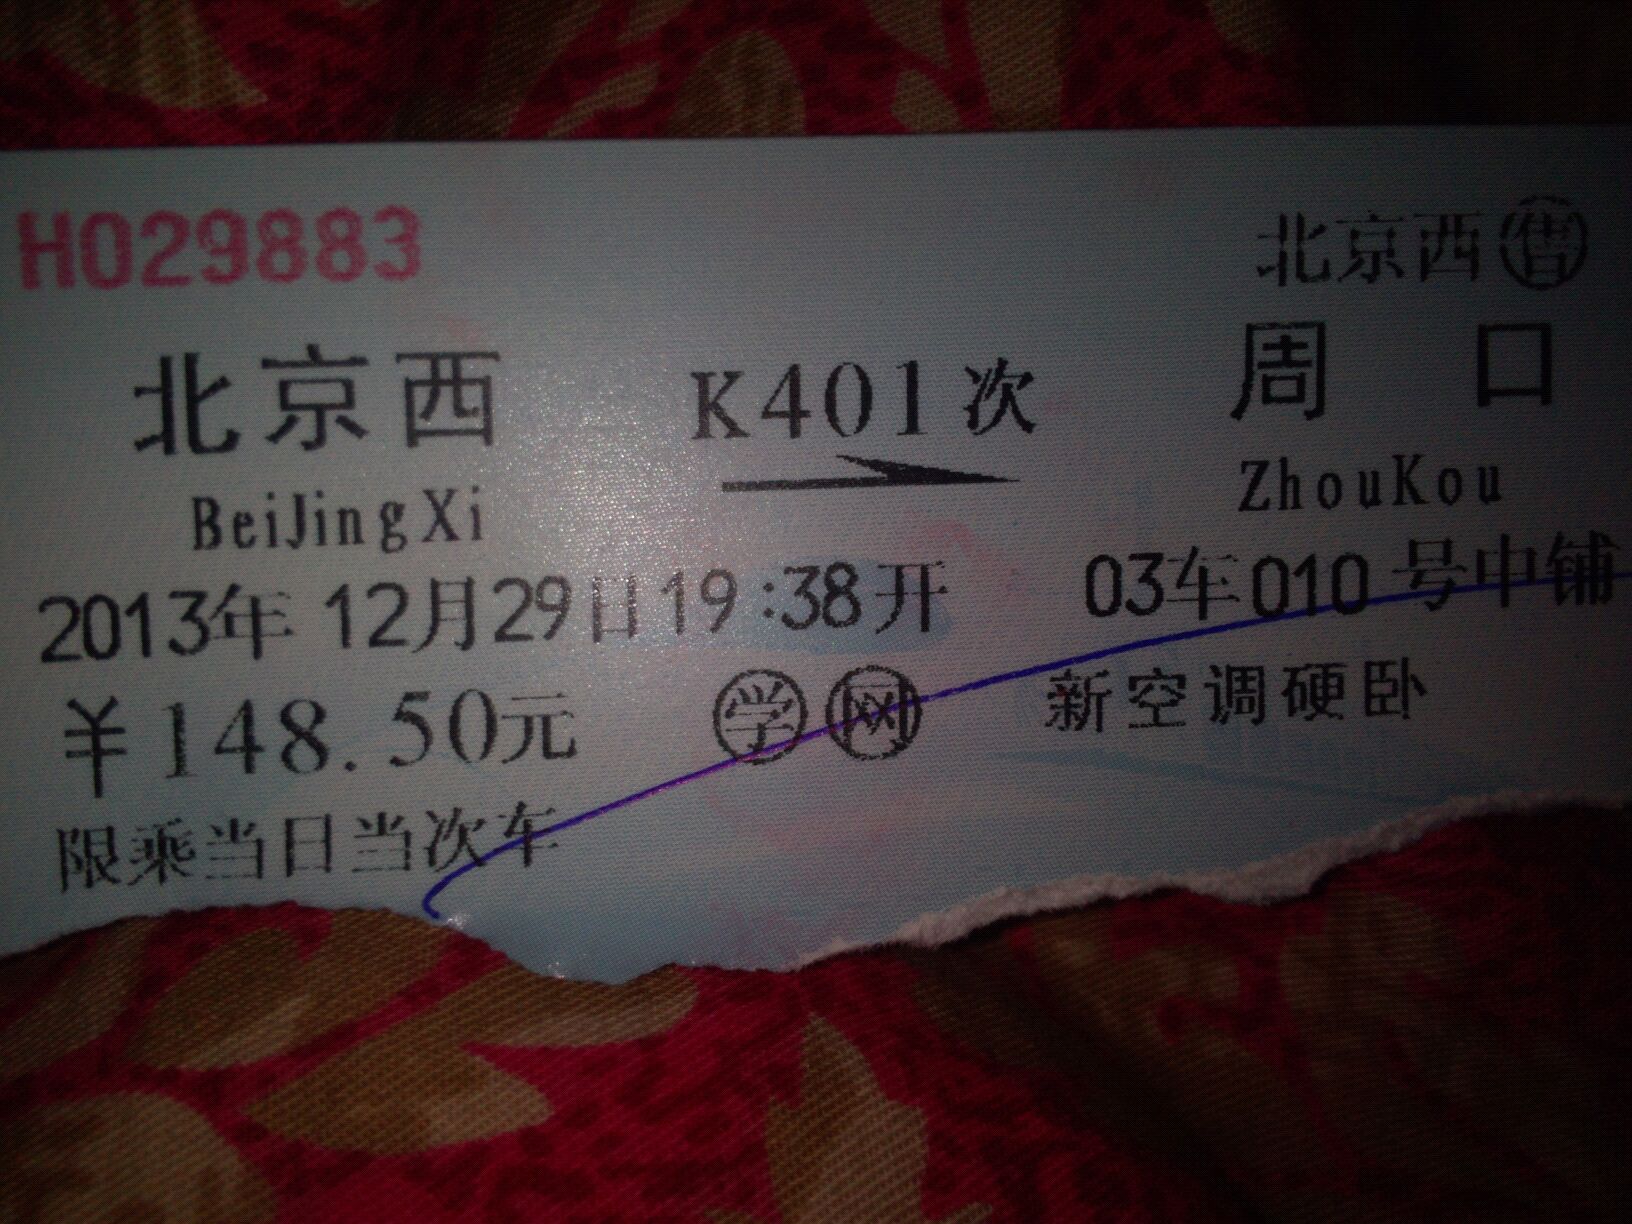 H029883
北京西㊞售
北京西 K401次 周口
BeiJingXi ZhouKou
2013年12月29日19:38开 03车010号中铺
￥148.50元 学 网 新空调硬卧
限乘当日当次车